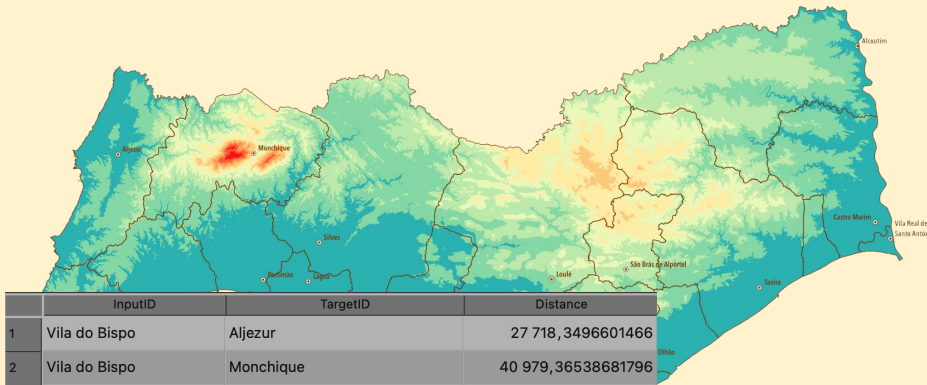 Alcoutim
Aljezur
Monchique
Castro Marim
Vila Real de
Santo Antó
Silves
São Brás de Alportel
Loulé
Portimão
Lagoa
Tavira
InputID TargetID Distance
1 Vila do Bispo Aljezur 27 718,3496601466
2 Vila do Bispo Monchique 40 979,36538681796
Olhão